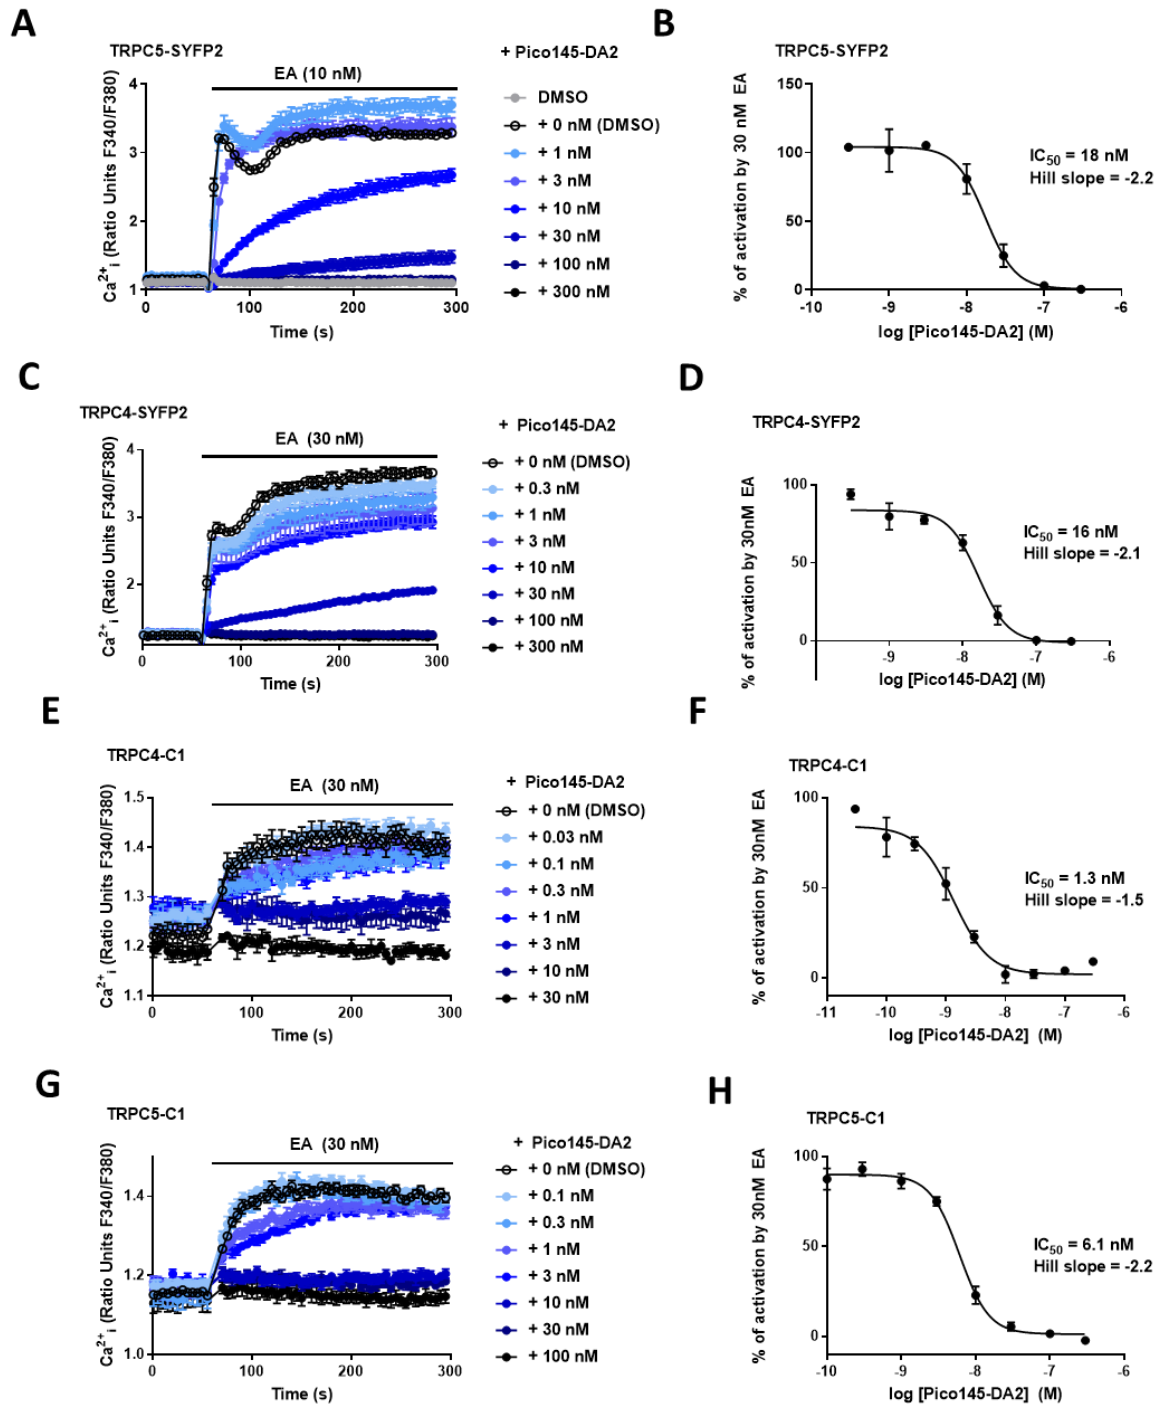 A
TRPC5-SYFP2
EA (10 nM)
Ca2+i (Ratio Units F340/F380)
4
3
2
1
0
100
200
300
Time (s)
+ Pico145-DA2
DMSO
+ 0 nM (DMSO)
+ 1 nM
+ 3 nM
+ 10 nM
+ 30 nM
+ 100 nM
+ 300 nM
B
TRPC5-SYFP2
% of activation by 30 nM EA
150
100
50
0
IC50 = 18 nM
Hill slope = -2.2
-10
-9
-8
-7
-6
log [Pico145-DA2] (M)
C
TRPC4-SYFP2
EA (30 nM)
Ca2+i (Ratio Units F340/F380)
4
3
2
0
100
200
300
Time (s)
+ Pico145-DA2
+ 0 nM (DMSO)
+ 0.3 nM
+ 1 nM
+ 3 nM
+ 10 nM
+ 30 nM
+ 100 nM
+ 300 nM
D
TRPC4-SYFP2
% of activation by 30nM EA
100
50
0
IC50 = 16 nM
Hill slope = -2.1
-9
-8
-7
-6
log [Pico145-DA2] (M)
E
TRPC4-C1
EA (30 nM)
Ca2+i (Ratio Units F340/F380)
1.5
1.4
1.3
1.2
1.1
0
100
200
300
Time (s)
+ Pico145-DA2
+ 0 nM (DMSO)
+ 0.03 nM
+ 0.1 nM
+ 0.3 nM
+ 1 nM
+ 3 nM
+ 10 nM
+ 30 nM
F
TRPC4-C1
% of activation by 30nM EA
100
50
0
IC50 = 1.3 nM
Hill slope = -1.5
-11
-10
-9
-8
-7
-6
log [Pico145-DA2] (M)
G
TRPC5-C1
EA (30 nM)
Ca2+i (Ratio Units F340/F380)
1.4
1.2
1.0
0
100
200
300
Time (s)
+ Pico145-DA2
+ 0 nM (DMSO)
+ 0.1 nM
+ 0.3 nM
+ 1 nM
+ 3 nM
+ 10 nM
+ 30 nM
+ 100 nM
H
TRPC5-C1
% of activation by 30nM EA
100
50
0
IC50 = 6.1 nM
Hill slope = -2.2
-10
-9
-8
-7
-6
log [Pico145-DA2] (M)